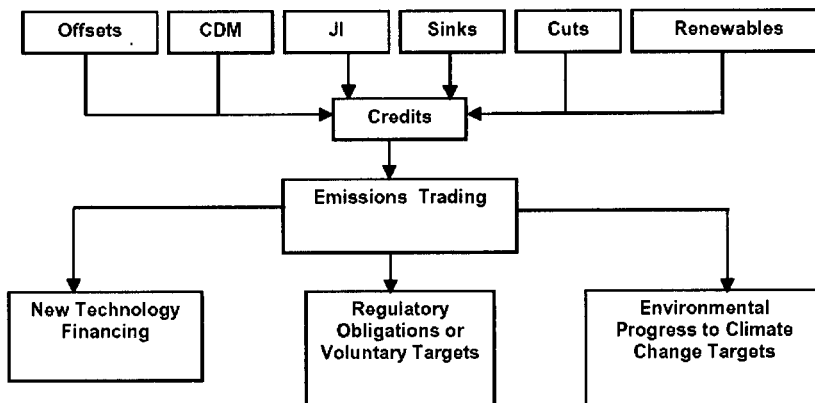 Offsets
CDM
JI
Sinks
Cuts
Renewables
Credits
Emissions Trading
New Technology
Financing
Regulatory
Obligations or
Voluntary Targets
Environmental
Progress to Climate
Change Targets